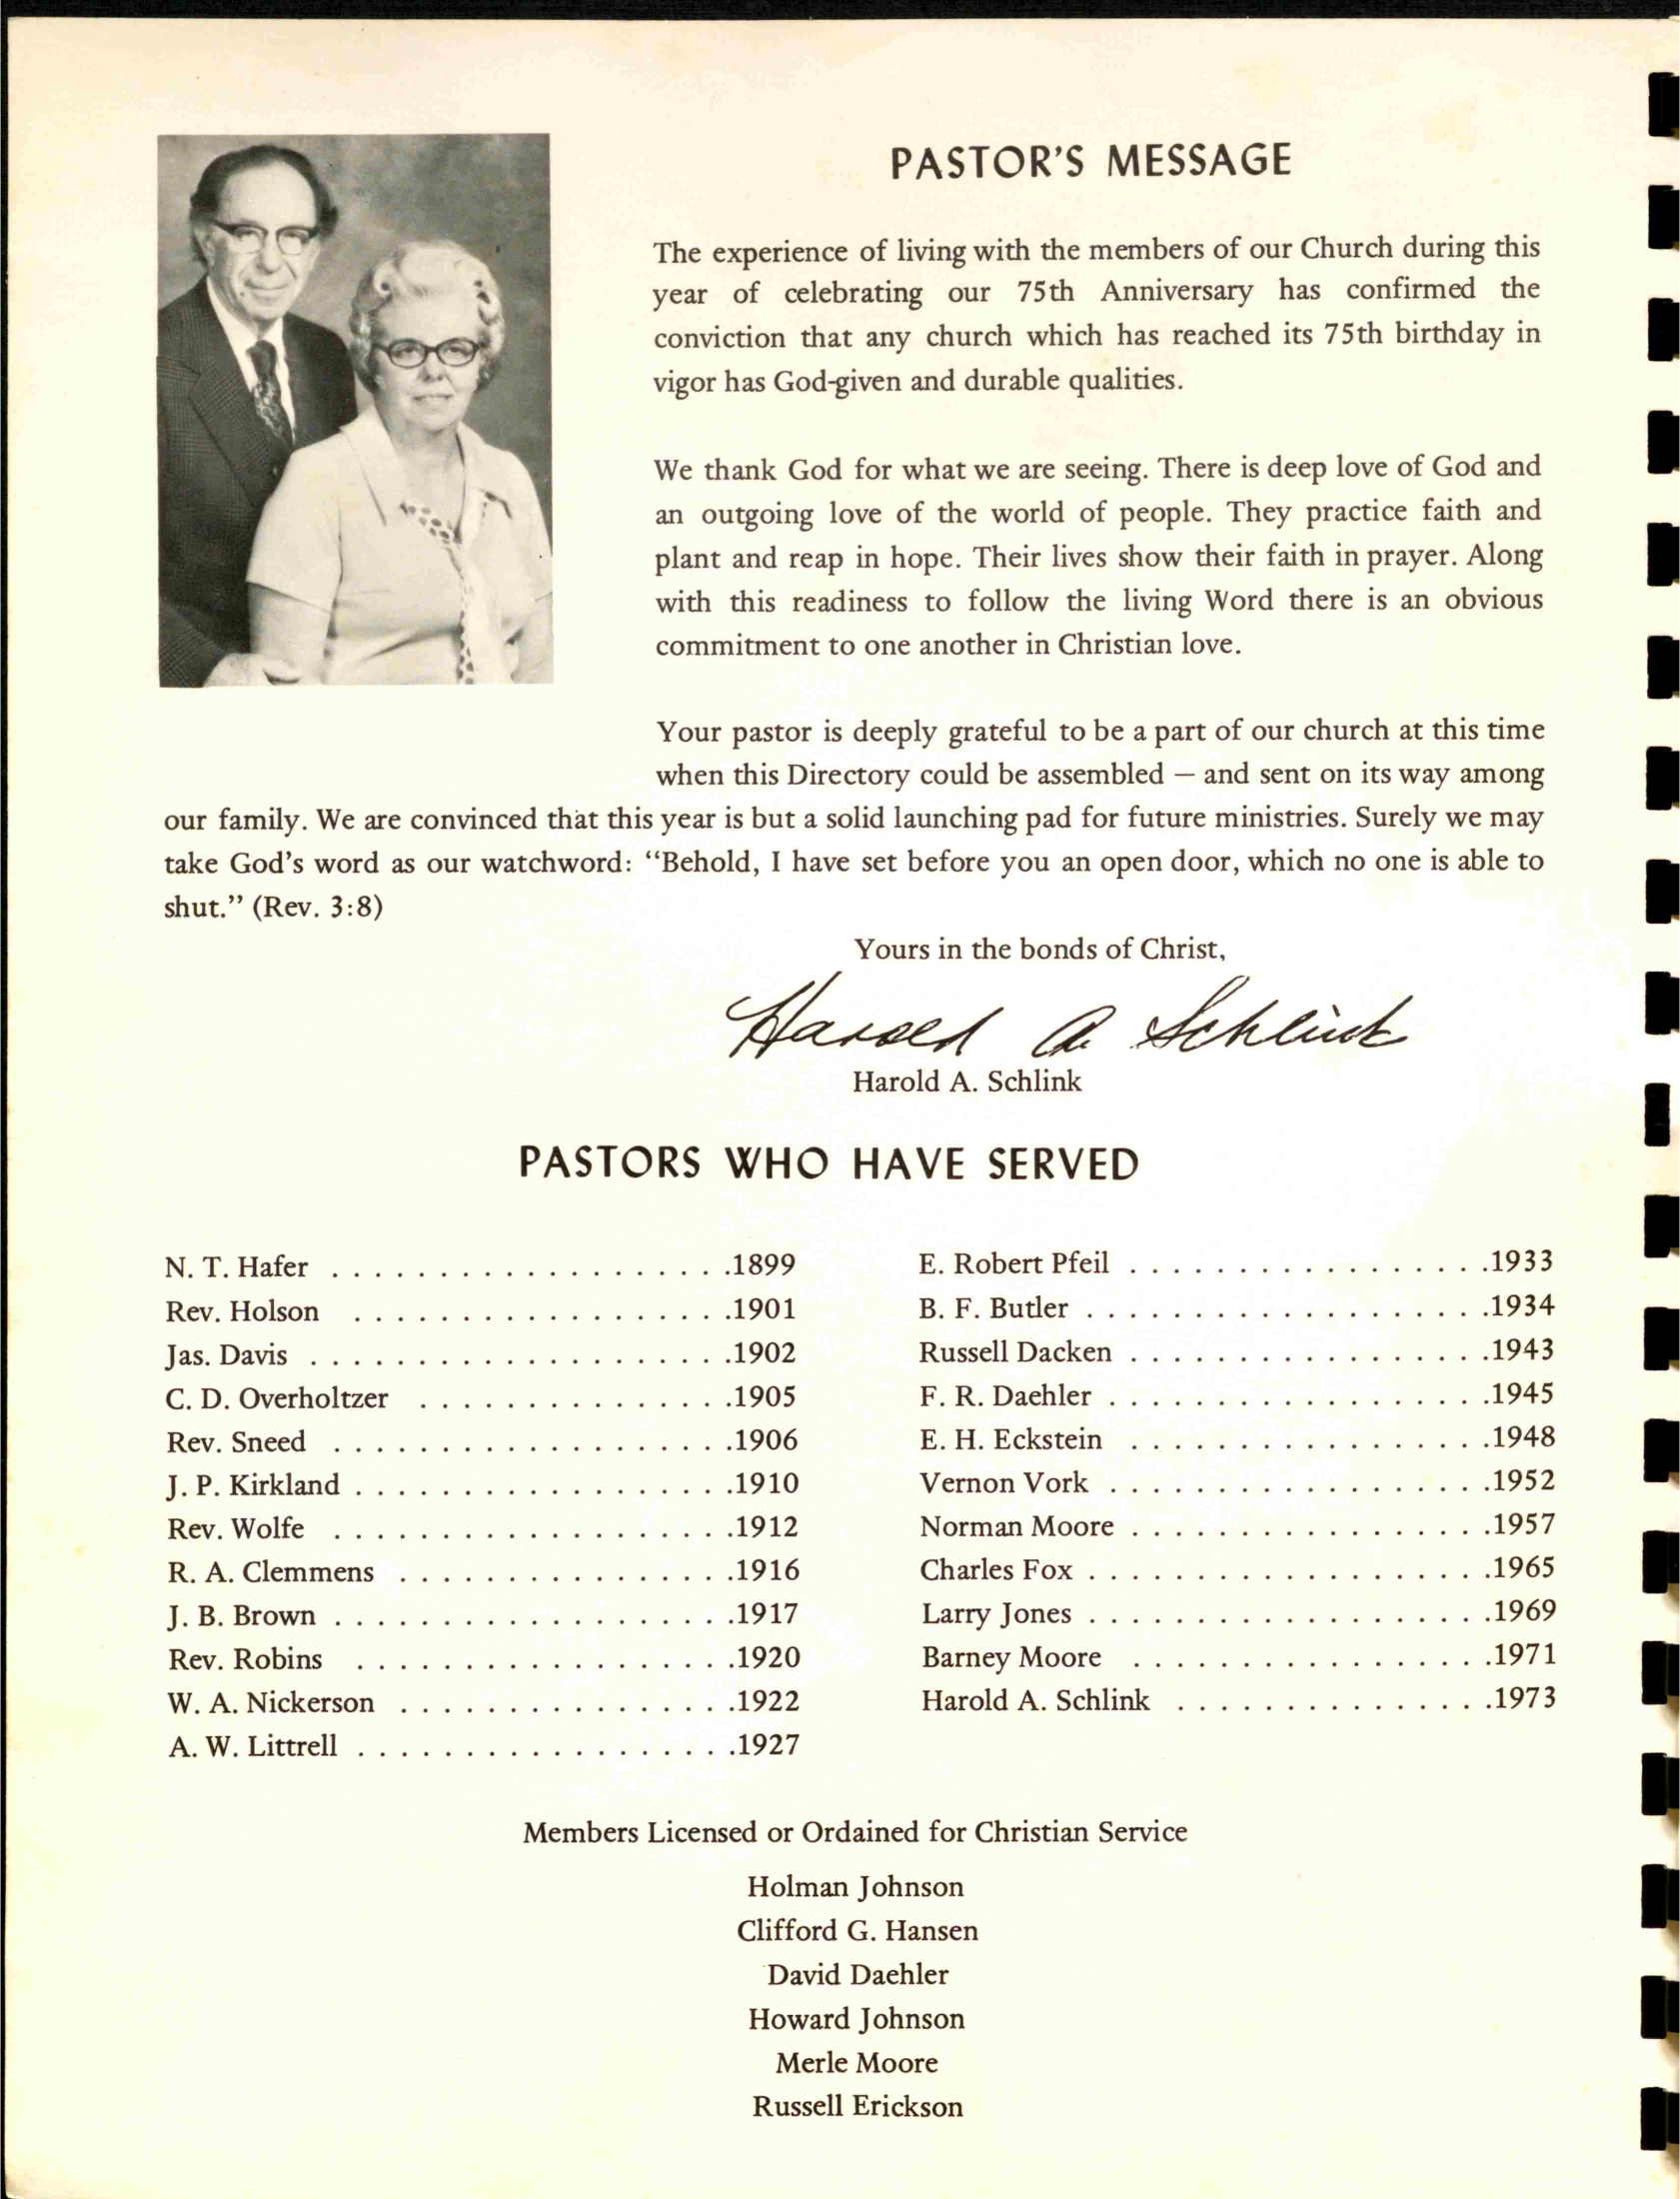 PASTOR'S MESSAGE
The experience of living with the members of our Church during this
year of celebrating our 75th Anniversary has confirmed the
conviction that any church which has reached its 75th birthday in
vigor has God-given and durable qualities.
We thank God for what we are seeing. There is deep love of God and
an outgoing love of the world of people. They practice faith and
plant and reap in hope. Their lives show their faith in prayer. Along
with this readiness to follow the living Word there is an obvious
commitment to one another in Christian love.
Your pastor is deeply grateful to be a part of our church at this time
when this Directory could be assembled — and sent on its way among
our family. We are convinced that this year is but a solid launching pad for future ministries. Surely we may
take God's word as our watchword: “Behold, I have set before you an open door, which no one is able to
shut.” (Rev. 3:8)
Yours in the bonds of Christ,
Harold A. Schlink
Harold A. Schlink
PASTORS WHO HAVE SERVED
N. T. Hafer . . . . . . . . . . . . . . . . . . .1899
Rev. Holson . . . . . . . . . . . . . . . . . .1901
Jas. Davis . . . . . . . . . . . . . . . . . . . .1902
C. D. Overholtzer . . . . . . . . . . . . . . .1905
Rev. Sneed . . . . . . . . . . . . . . . . . . .1906
J. P. Kirkland . . . . . . . . . . . . . . . . . .1910
Rev. Wolfe . . . . . . . . . . . . . . . . . . .1912
R. A. Clemmens . . . . . . . . . . . . . . . .1916
J. B. Brown . . . . . . . . . . . . . . . . . . .1917
Rev. Robins . . . . . . . . . . . . . . . . . .1920
W. A. Nickerson . . . . . . . . . . . . . . . .1922
A. W. Littrell . . . . . . . . . . . . . . . . . .1927
E. Robert Pfeil . . . . . . . . . . . . . . . . .1933
B. F. Butler . . . . . . . . . . . . . . . . . . .1934
Russell Dacken . . . . . . . . . . . . . . . . .1943
F. R. Daehler . . . . . . . . . . . . . . . . . .1945
E. H. Eckstein . . . . . . . . . . . . . . . . .1948
Vernon Vork . . . . . . . . . . . . . . . . . .1952
Norman Moore . . . . . . . . . . . . . . . . .1957
Charles Fox . . . . . . . . . . . . . . . . . . .1965
Larry Jones . . . . . . . . . . . . . . . . . . .1969
Barney Moore . . . . . . . . . . . . . . . . .1971
Harold A. Schlink . . . . . . . . . . . . . . .1973
Members Licensed or Ordained for Christian Service
Holman Johnson
Clifford G. Hansen
David Daehler
Howard Johnson
Merle Moore
Russell Erickson